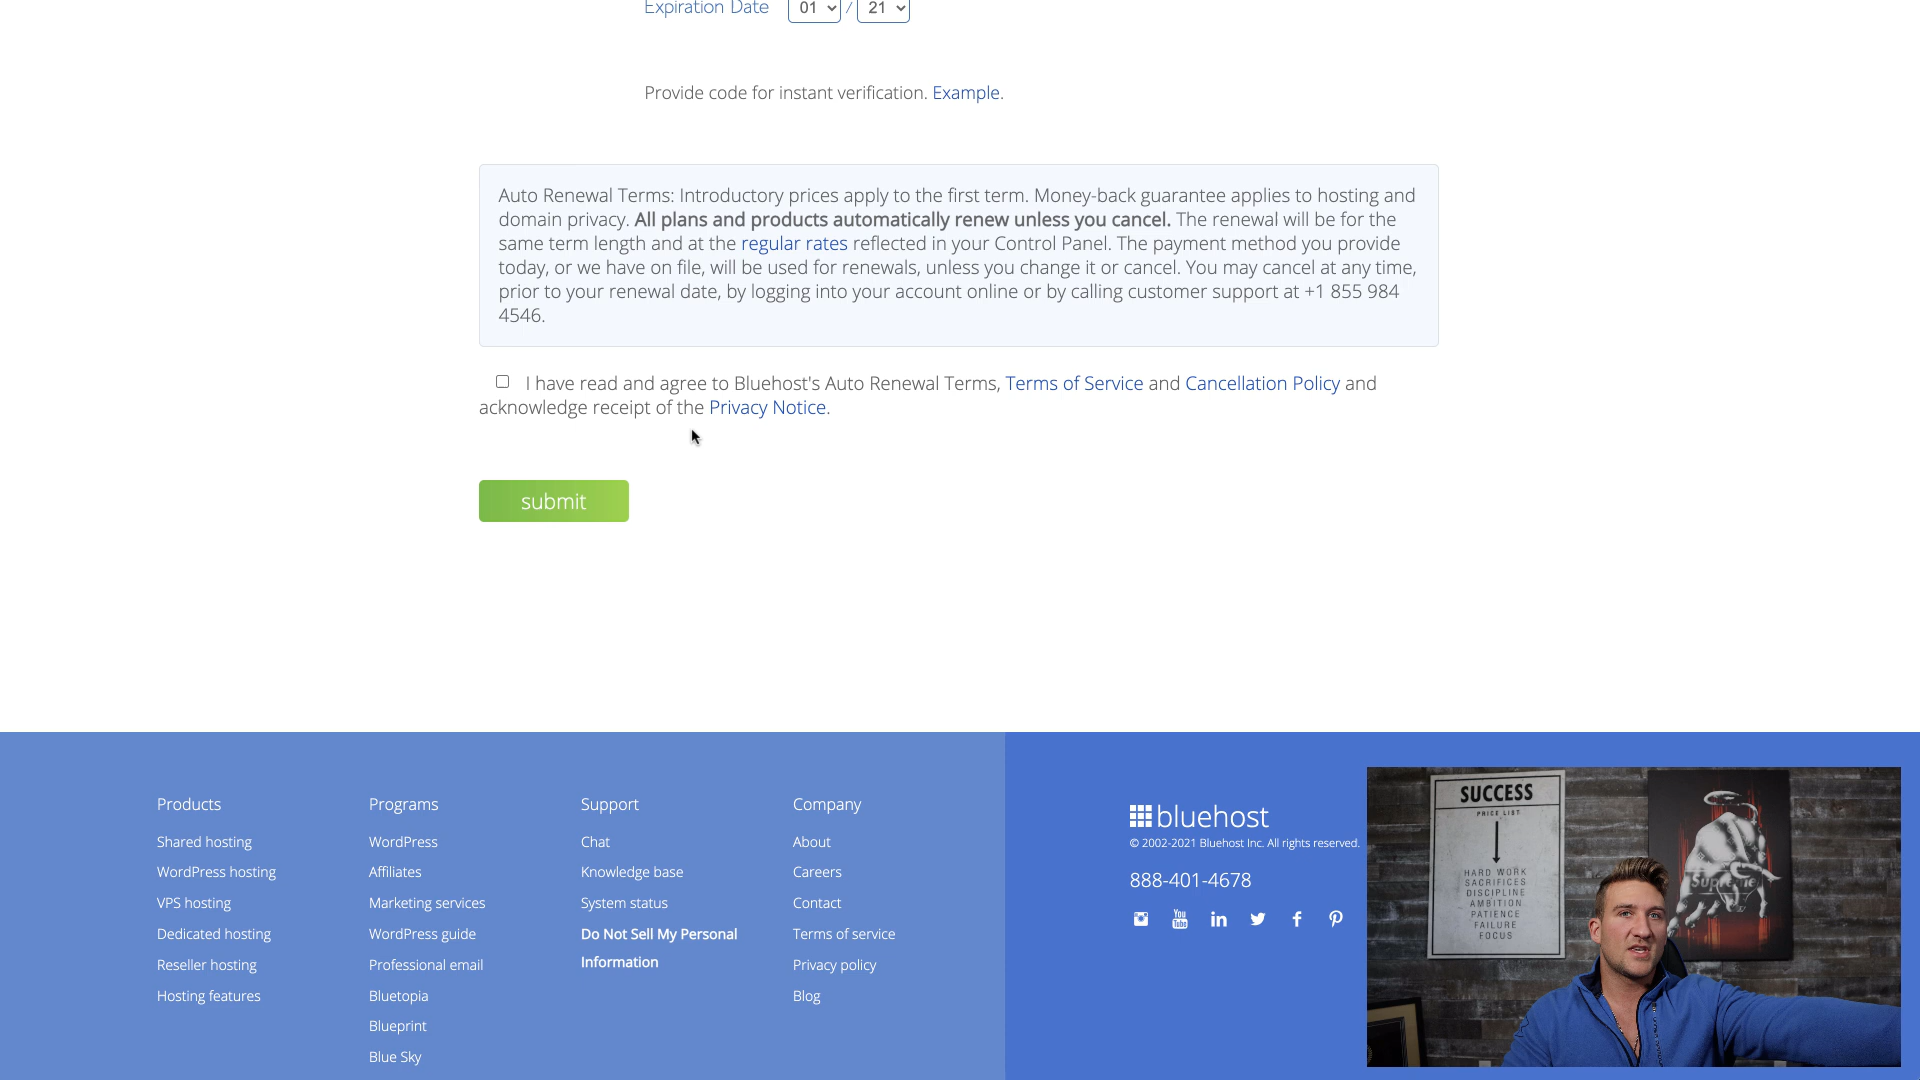 Expiration Date 01 / 21
Provide code for instant verification. Example.
Auto Renewal Terms: Introductory prices apply to the first term. Money-back guarantee applies to hosting and
domain privacy. All plans and products automatically renew unless you cancel. The renewal will be for the
same term length and at the regular rates reflected in your Control Panel. The payment method you provide
today, or we have on file, will be used for renewals, unless you change it or cancel. You may cancel at any time,
prior to your renewal date, by logging into your account online or by calling customer support at +1 855 984
4546.
I have read and agree to Bluehost's Auto Renewal Terms, Terms of Service and Cancellation Policy and
acknowledge receipt of the Privacy Notice.
submit
Products
Shared hosting
WordPress hosting
VPS hosting
Dedicated hosting
Reseller hosting
Hosting features
Programs
WordPress
Affiliates
Marketing services
WordPress guide
Professional email
Bluetopia
Blueprint
Blue Sky
Support
Chat
Knowledge base
System status
Do Not Sell My Personal
Information
Company
About
Careers
Contact
Terms of service
Privacy policy
Blog
bluehost
© 2002-2021 Bluehost Inc. All rights reserved.
888-401-4678
You
Tube
in
f
SUCCESS
PRICE LIST
HARD WORK
SACRIFICES
DISCIPLINE
AMBITION
PATIENCE
FAILURE
FOCUS
Supreme